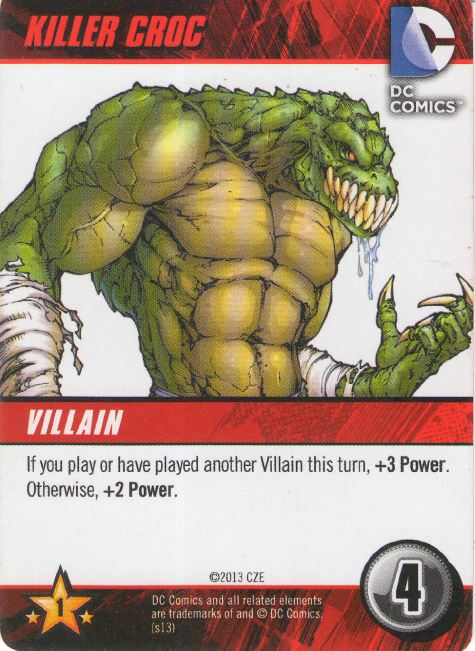 KILLER CROC
DC
COMICS™
VILLAIN
If you play or have played another Villain this turn, +3 Power.
Otherwise, +2 Power.
©2013 CZE
1
DC Comics and all related elements
are trademarks of and © DC Comics.
(s13)
4